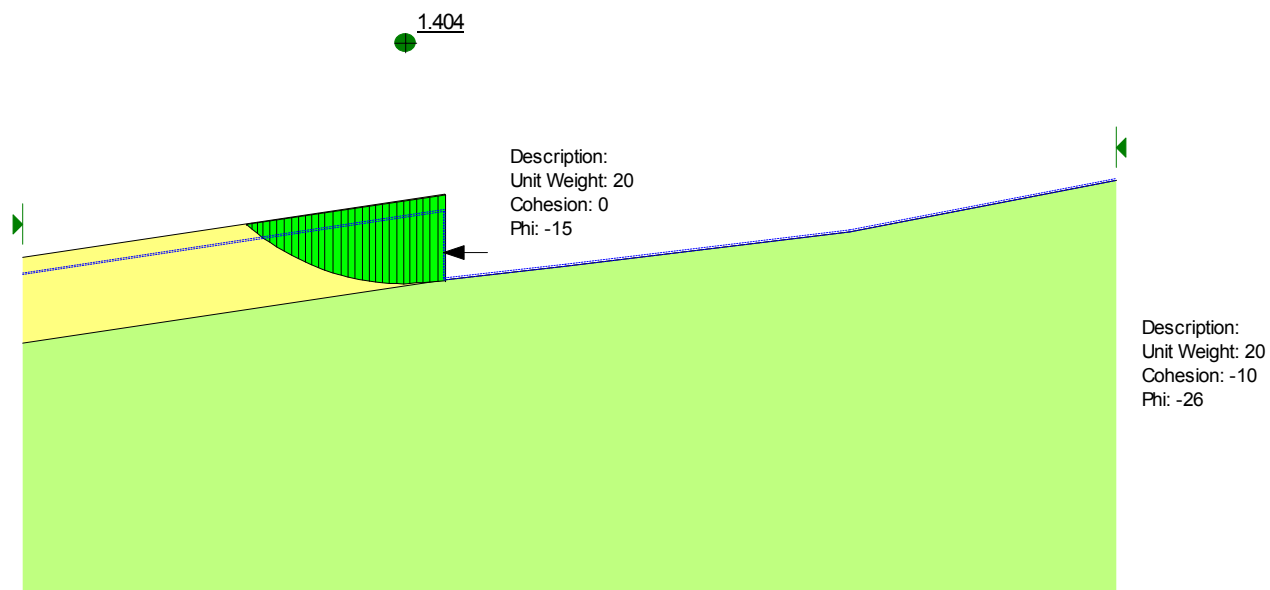 1.404
Description:
Unit Weight: 20
Cohesion: 0
Phi: -15
Description:
Unit Weight: 20
Cohesion: -10
Phi: -26